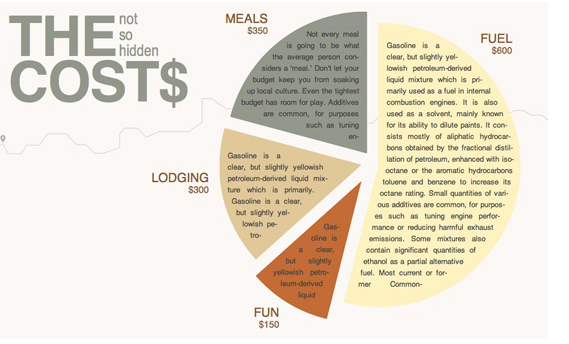 THE not
so
hidden
COST$
MEALS
$350
Not every meal
is going to be what
the average person con-
siders a 'meal.' Don't let your
budget keep you from soaking
up local culture. Even the tightest
budget has room for play. Additives
are common, for purposes
such as tuning
en-
FUEL
$600
Gasoline is a
clear, but slightly yel-
lowish petroleum-derived
liquid mixture which is pri-
marily used as a fuel in internal
combustion engines. It is also
used as a solvent, mainly known
for its ability to dilute paints. It con-
sists mostly of aliphatic hydrocar-
bons obtained by the fractional distil-
lation of petroleum, enhanced with iso-
octane or the aromatic hydrocarbons
toluene and benzene to increase its
octane rating. Small quantities of vari-
ous additives are common, for purpos-
es such as tuning engine perfor-
mance or reducing harmful exhaust
emissions. Some mixtures also
contain significant quantities of
ethanol as a partial alternative
fuel. Most current or for-
mer Common-
LODGING
$300
Gasoline is a
clear, but slightly yellowish
petroleum-derived liquid mix-
ture which is primarily.
Gasoline is a clear,
but slightly yel-
lowish pe-
tro-
FUN
$150
Gas-
oline is
a clear,
but slightly
yellowish petro-
leum-derived
liquid